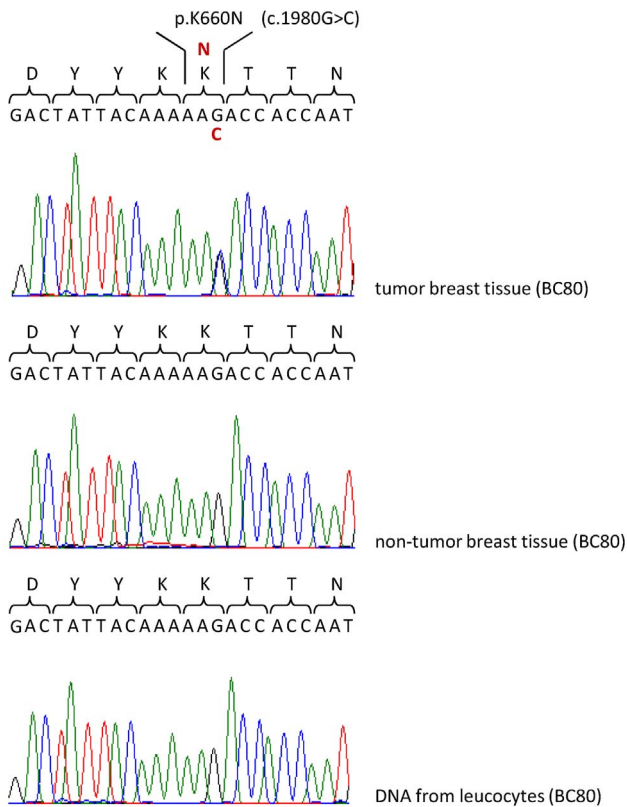 p.K660N (c.1980G>C)
N
D Y Y K K T T N
GACTATTACAAAAAGACCACCAAT
C
tumor breast tissue (BC80)
D Y Y K K T T N
GACTATTACAAAAAGACCACCAAT
non-tumor breast tissue (BC80)
D Y Y K K T T N
GACTATTACAAAAAGACCACCAAT
DNA from leucocytes (BC80)